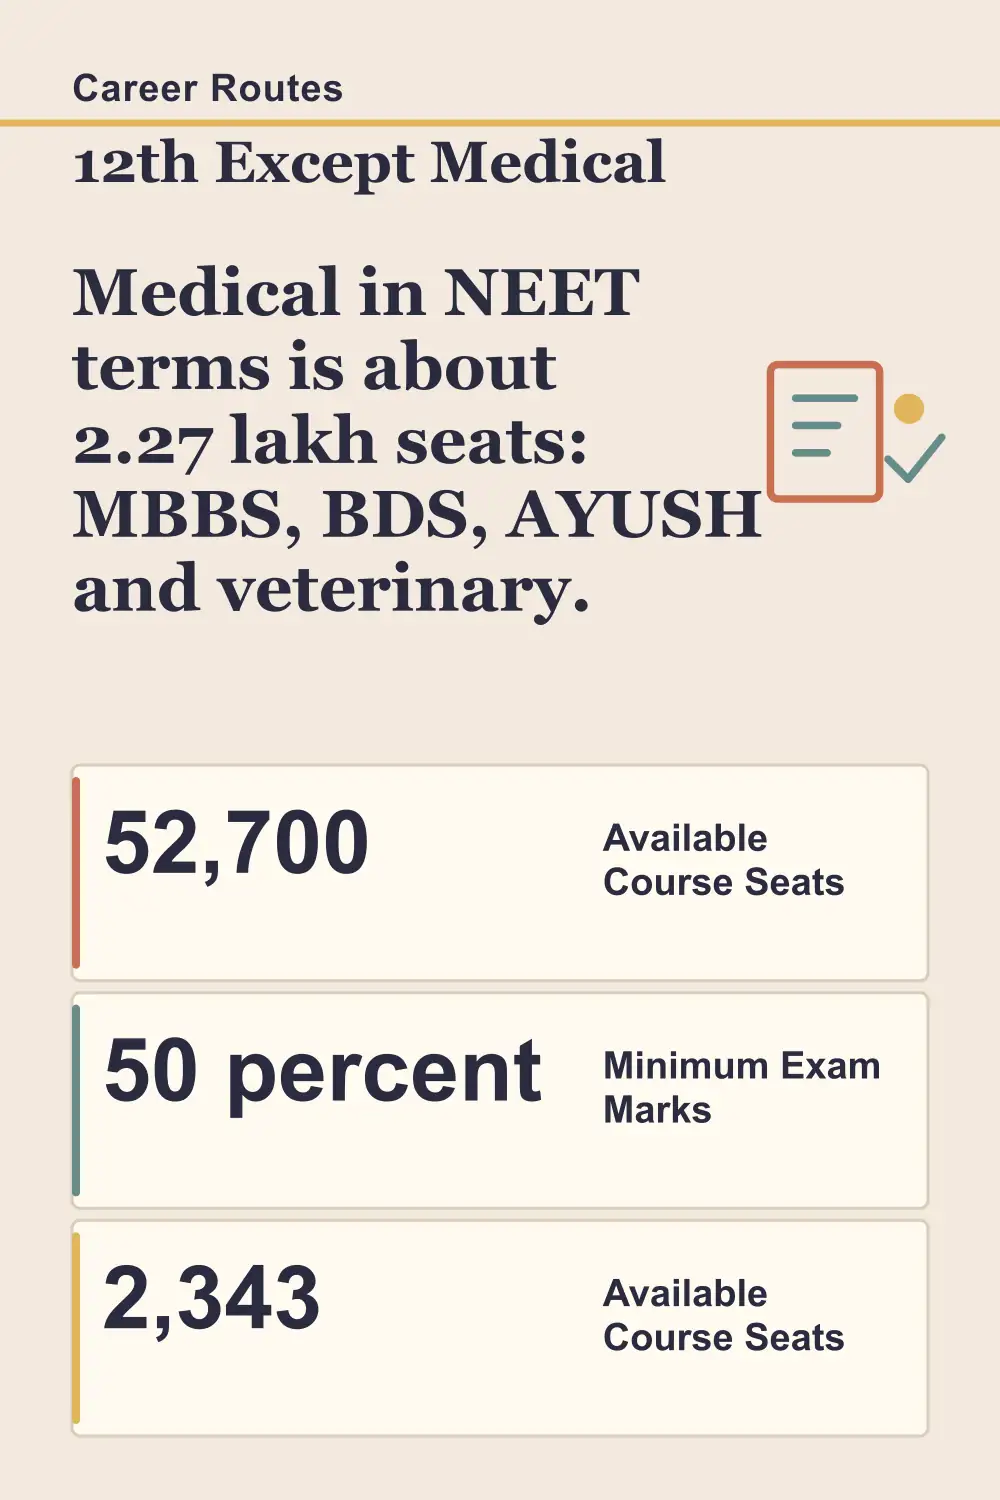 Career Routes
12th Except Medical
Medical in NEET
terms is about
2.27 lakh seats:
MBBS, BDS, AYUSH
and veterinary.
52,700
Available
Course Seats
50 percent
Minimum Exam
Marks
2,343
Available
Course Seats